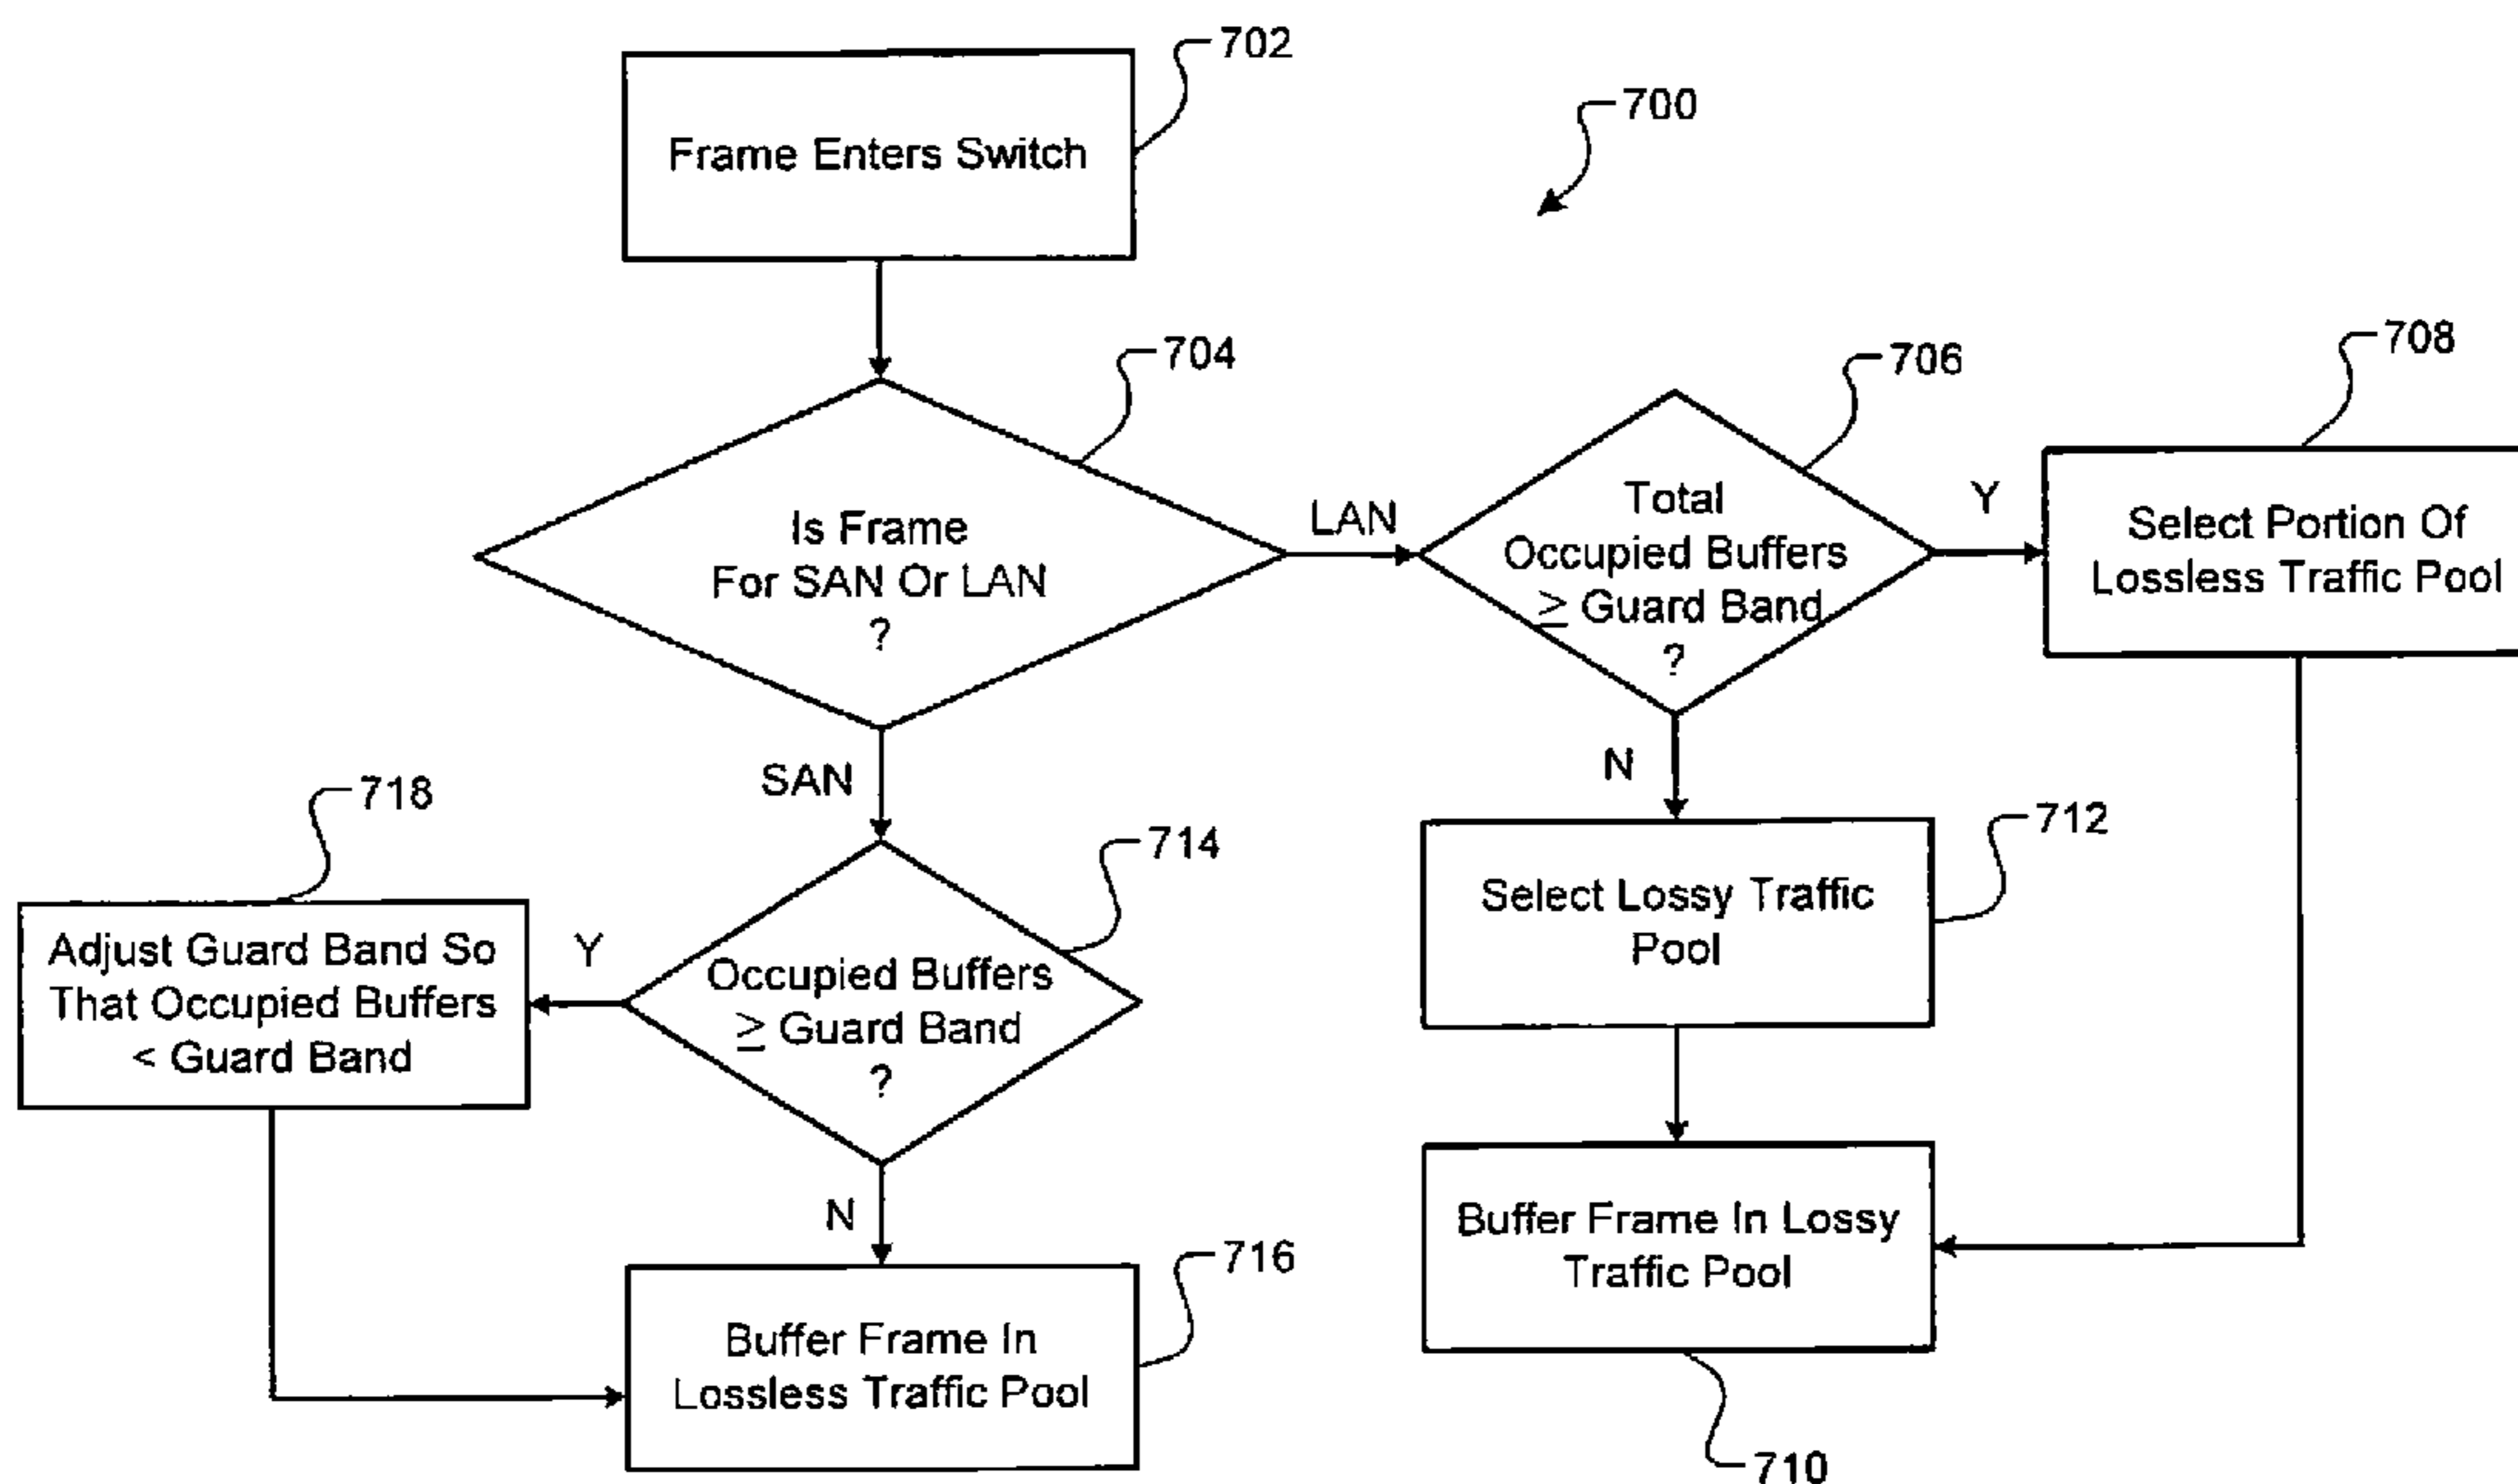 702
Frame Enters Switch
700
704
Is Frame
For SAN Or LAN
?
LAN
706
Total
Occupied Buffers
≥ Guard Band
?
Y
708
Select Portion Of
Lossless Traffic Pool
N
712
Select Lossy Traffic
Pool
Buffer Frame In Lossy
Traffic Pool
710
SAN
714
Occupied Buffers
≥ Guard Band
?
Y
718
Adjust Guard Band So
That Occupied Buffers
< Guard Band
N
716
Buffer Frame In
Lossless Traffic Pool